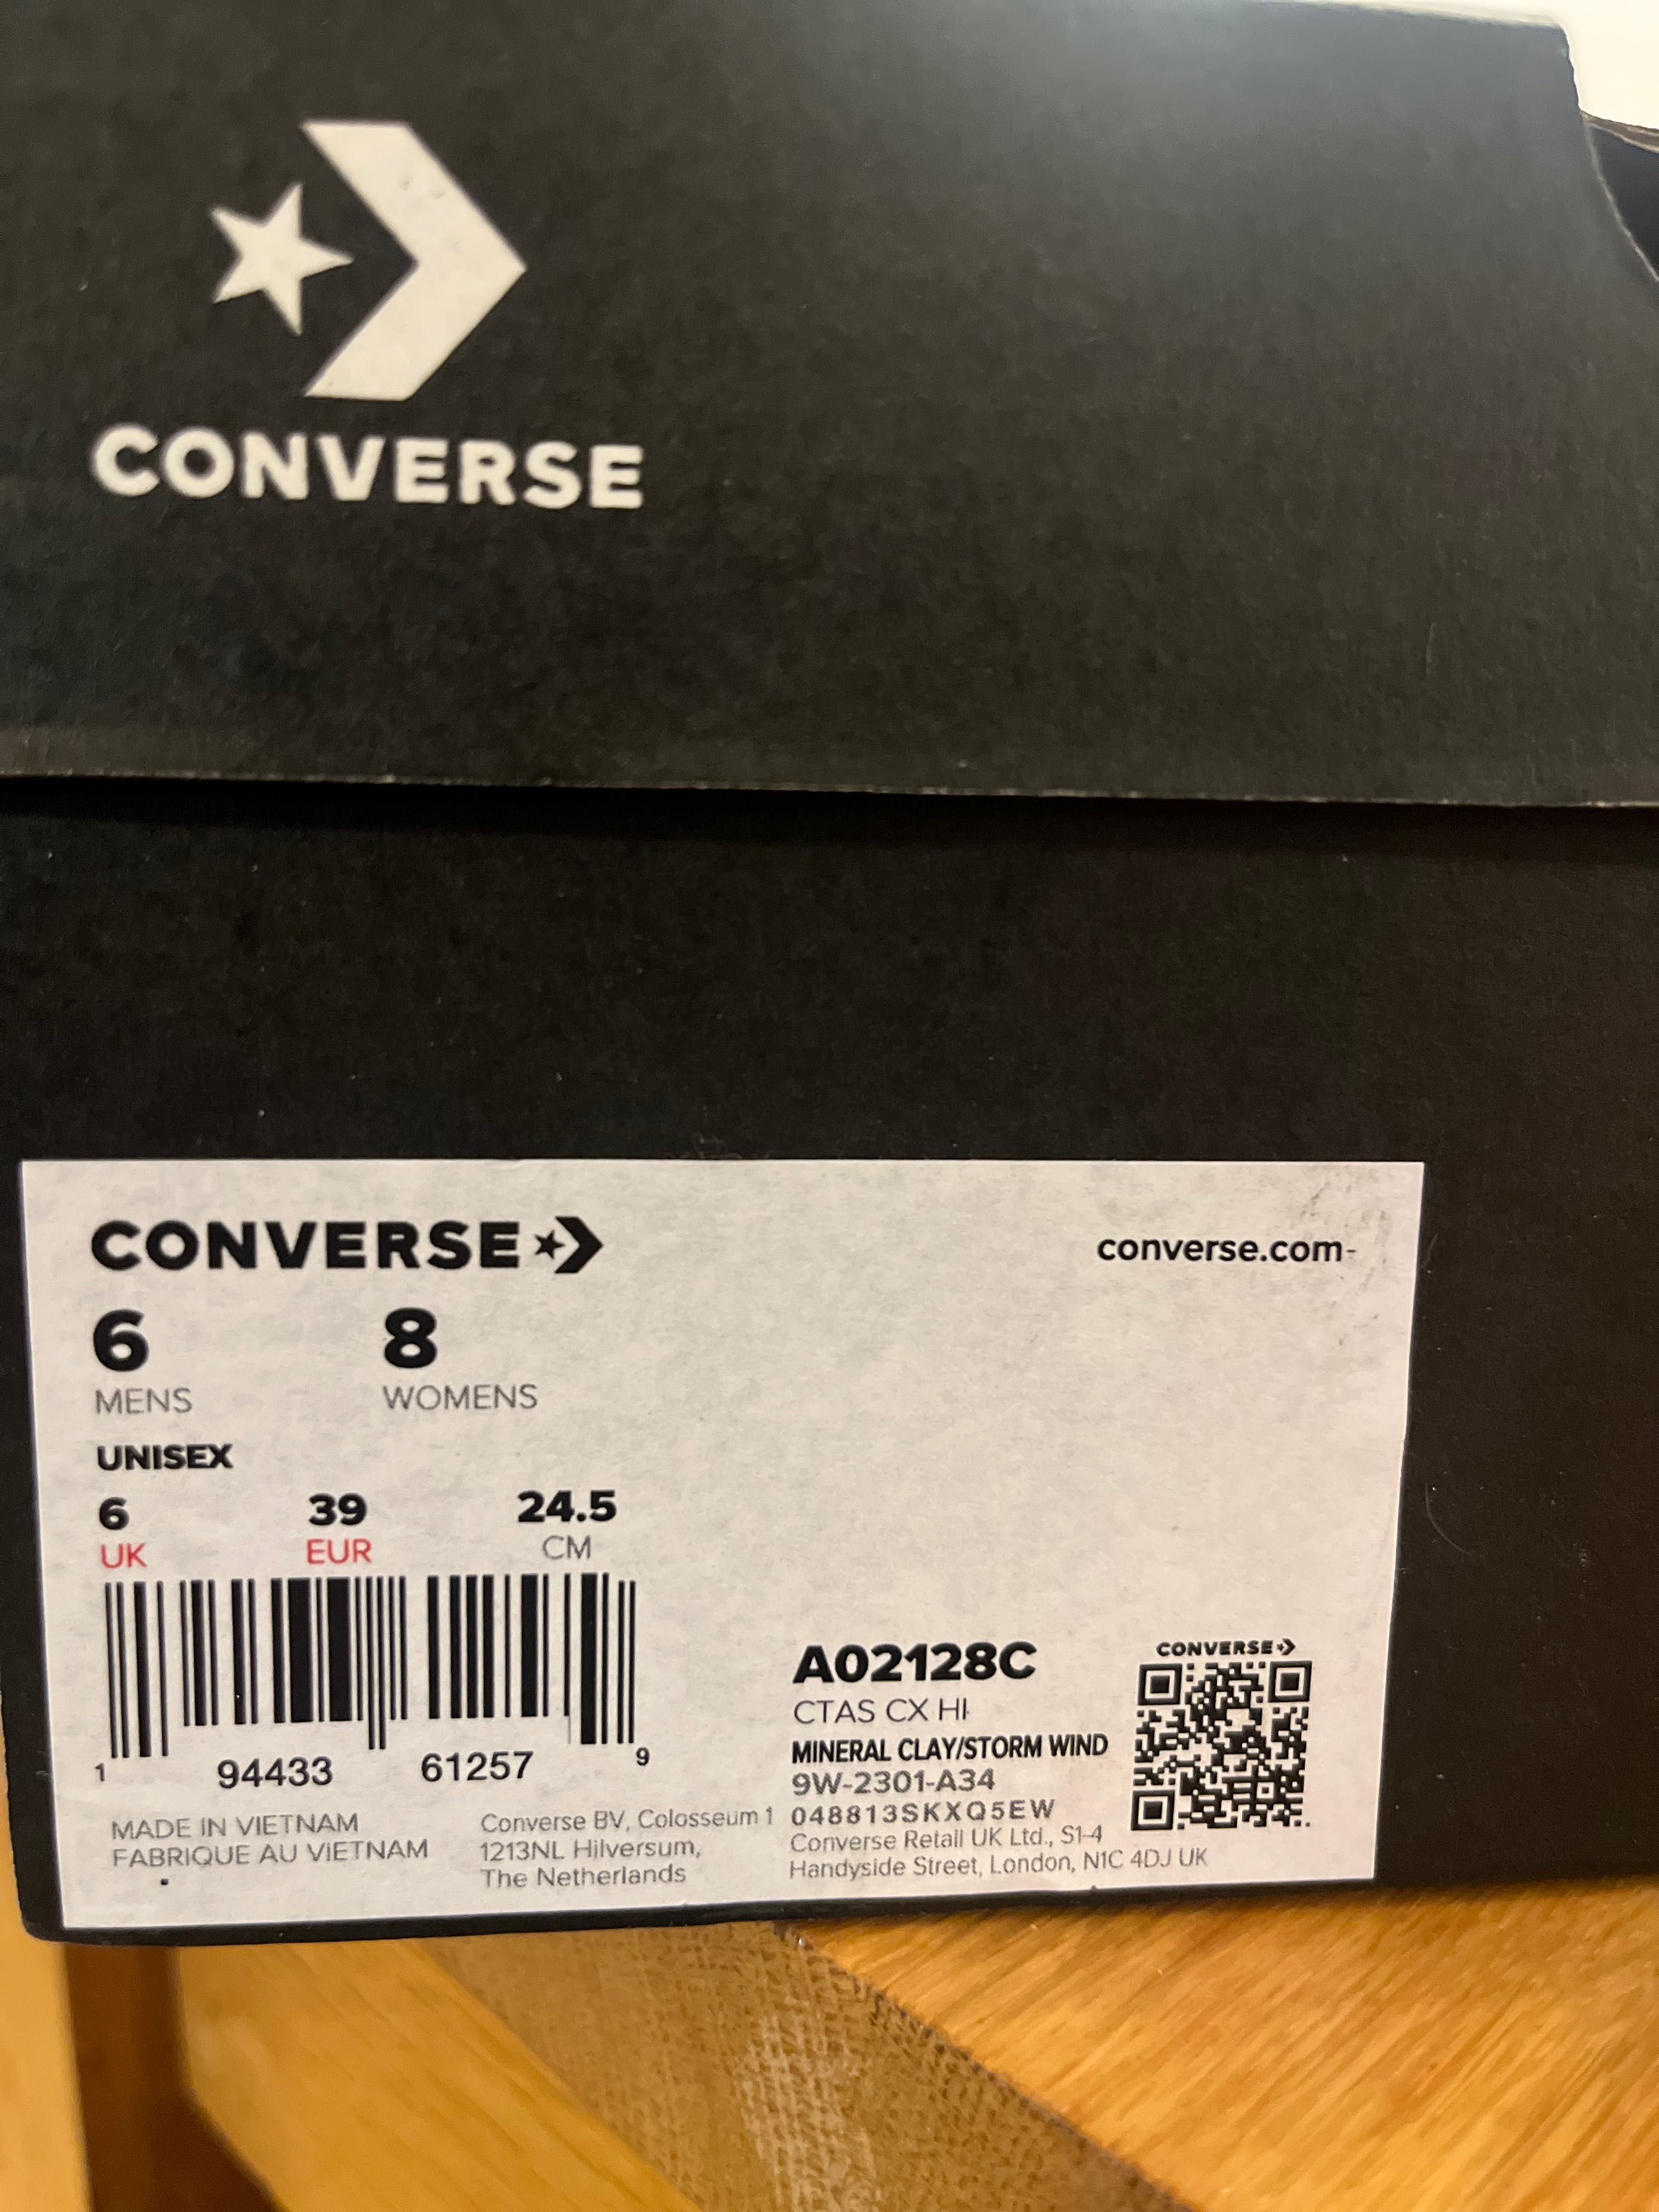 CONVERSE
CONVERSE
converse.com-
6 8
MENS WOMENS
UNISEX
6 39 24.5
UK EUR CM
1 94433 61257 9
MADE IN VIETNAM
FABRIQUE AU VIETNAM
Converse BV, Colosseum 1
1213NL Hilversum,
The Netherlands
A02128C
CTAS CX HI
MINERAL CLAY/STORM WIND
9W-2301-A34
048813SKXQ5EW
Converse Retail UK Ltd., S1-4
Handyside Street, London, N1C 4DJ UK
CONVERSE